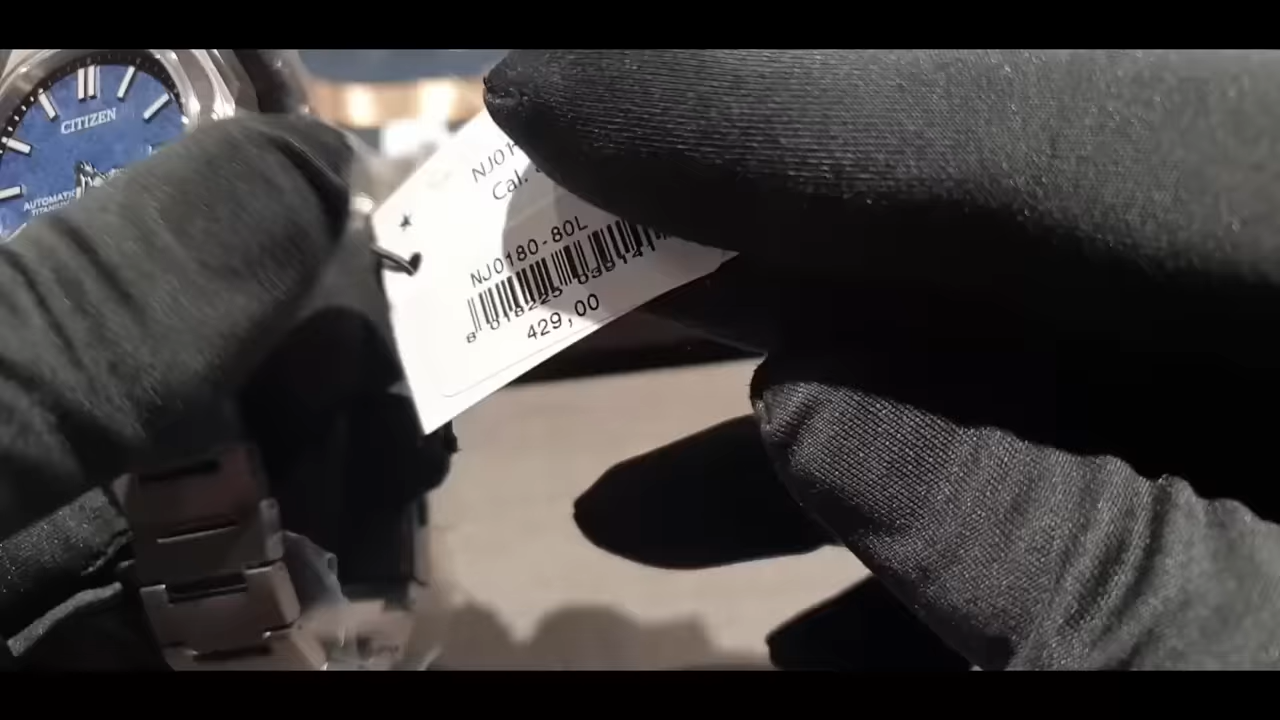 CITIZEN
AUTOMATIC
TITANIUM
NJ01
Cal.
NJ0180-80L
429,00